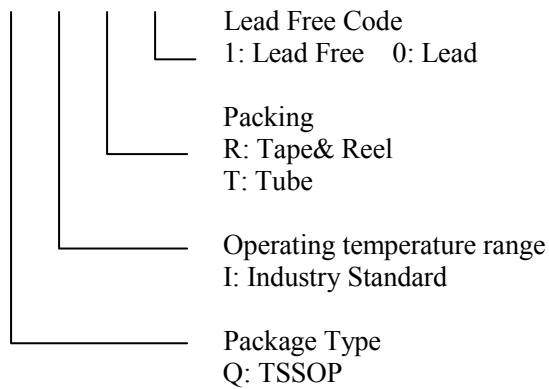 Lead Free Code
1: Lead Free 0: Lead
Packing
R: Tape& Reel
T: Tube
Operating temperature range
I: Industry Standard
Package Type
Q: TSSOP